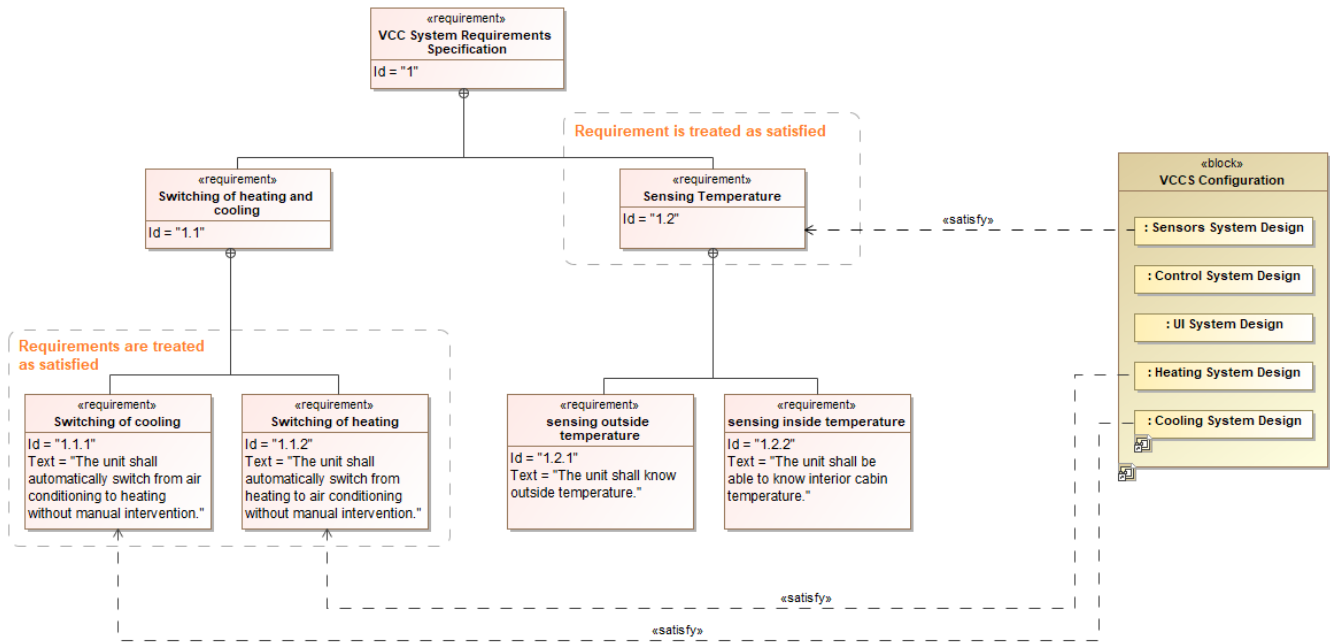 «requirement»
VCC System Requirements
Specification
Id = "1"
Requirement is treated as satisfied
«requirement»
Switching of heating and
cooling
Id = "1.1"
«requirement»
Sensing Temperature
Id = "1.2"
«satisfy»
«block»
VCCS Configuration
: Sensors System Design
: Control System Design
: UI System Design
: Heating System Design
: Cooling System Design
Requirements are treated
as satisfied
«requirement»
Switching of cooling
Id = "1.1.1"
Text = "The unit shall
automatically switch from air
conditioning to heating
without manual intervention."
«requirement»
Switching of heating
Id = "1.1.2"
Text = "The unit shall
automatically switch from
heating to air conditioning
without manual intervention."
«requirement»
sensing outside
temperature
Id = "1.2.1"
Text = "The unit shall know
outside temperature."
«requirement»
sensing inside temperature
Id = "1.2.2"
Text = "The unit shall be
able to know interior cabin
temperature."
«satisfy»
«satisfy»